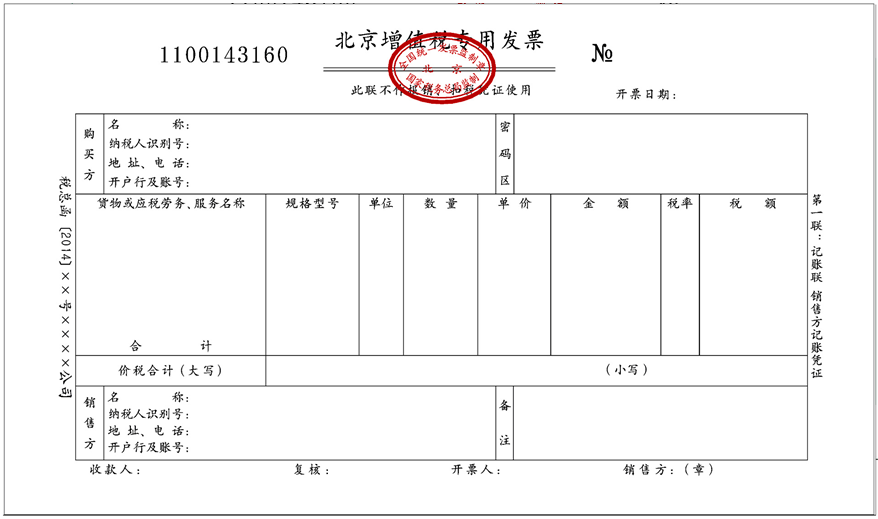 北京增值税专用发票
1100143160
№
全国统一发票监制章
北京
国家税务总局监制
此联不作报销、扣税凭证使用
开票日期：
购买方
名 称：
纳税人识别号：
地 址、电 话：
开户行及账号：
密码区
货物或应税劳务、服务名称 规格型号 单位 数 量 单 价 金 额 税率 税 额
合 计
价税合计（大写） （小写）
销售方
名 称：
纳税人识别号：
地 址、电 话：
开户行及账号：
备注
收款人： 复核： 开票人： 销售方：（章）
税总函〔2014〕××号××××公司
第一联：记账联 销售方记账凭证